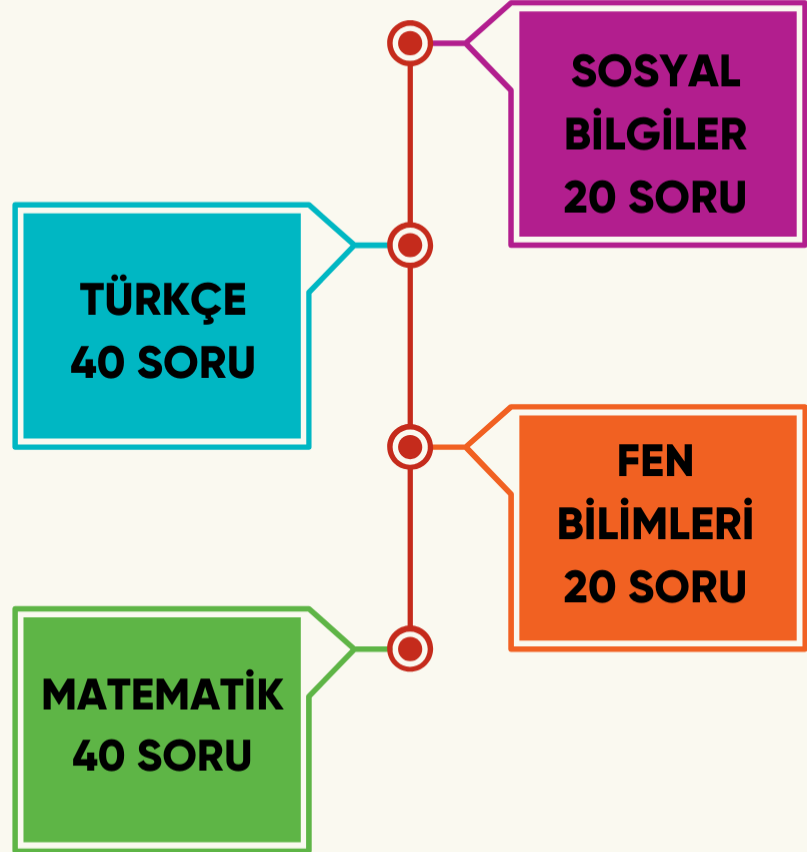 SOSYAL
BİLGİLER
20 SORU
TÜRKÇE
40 SORU
FEN
BİLİMLERİ
20 SORU
MATEMATİK
40 SORU